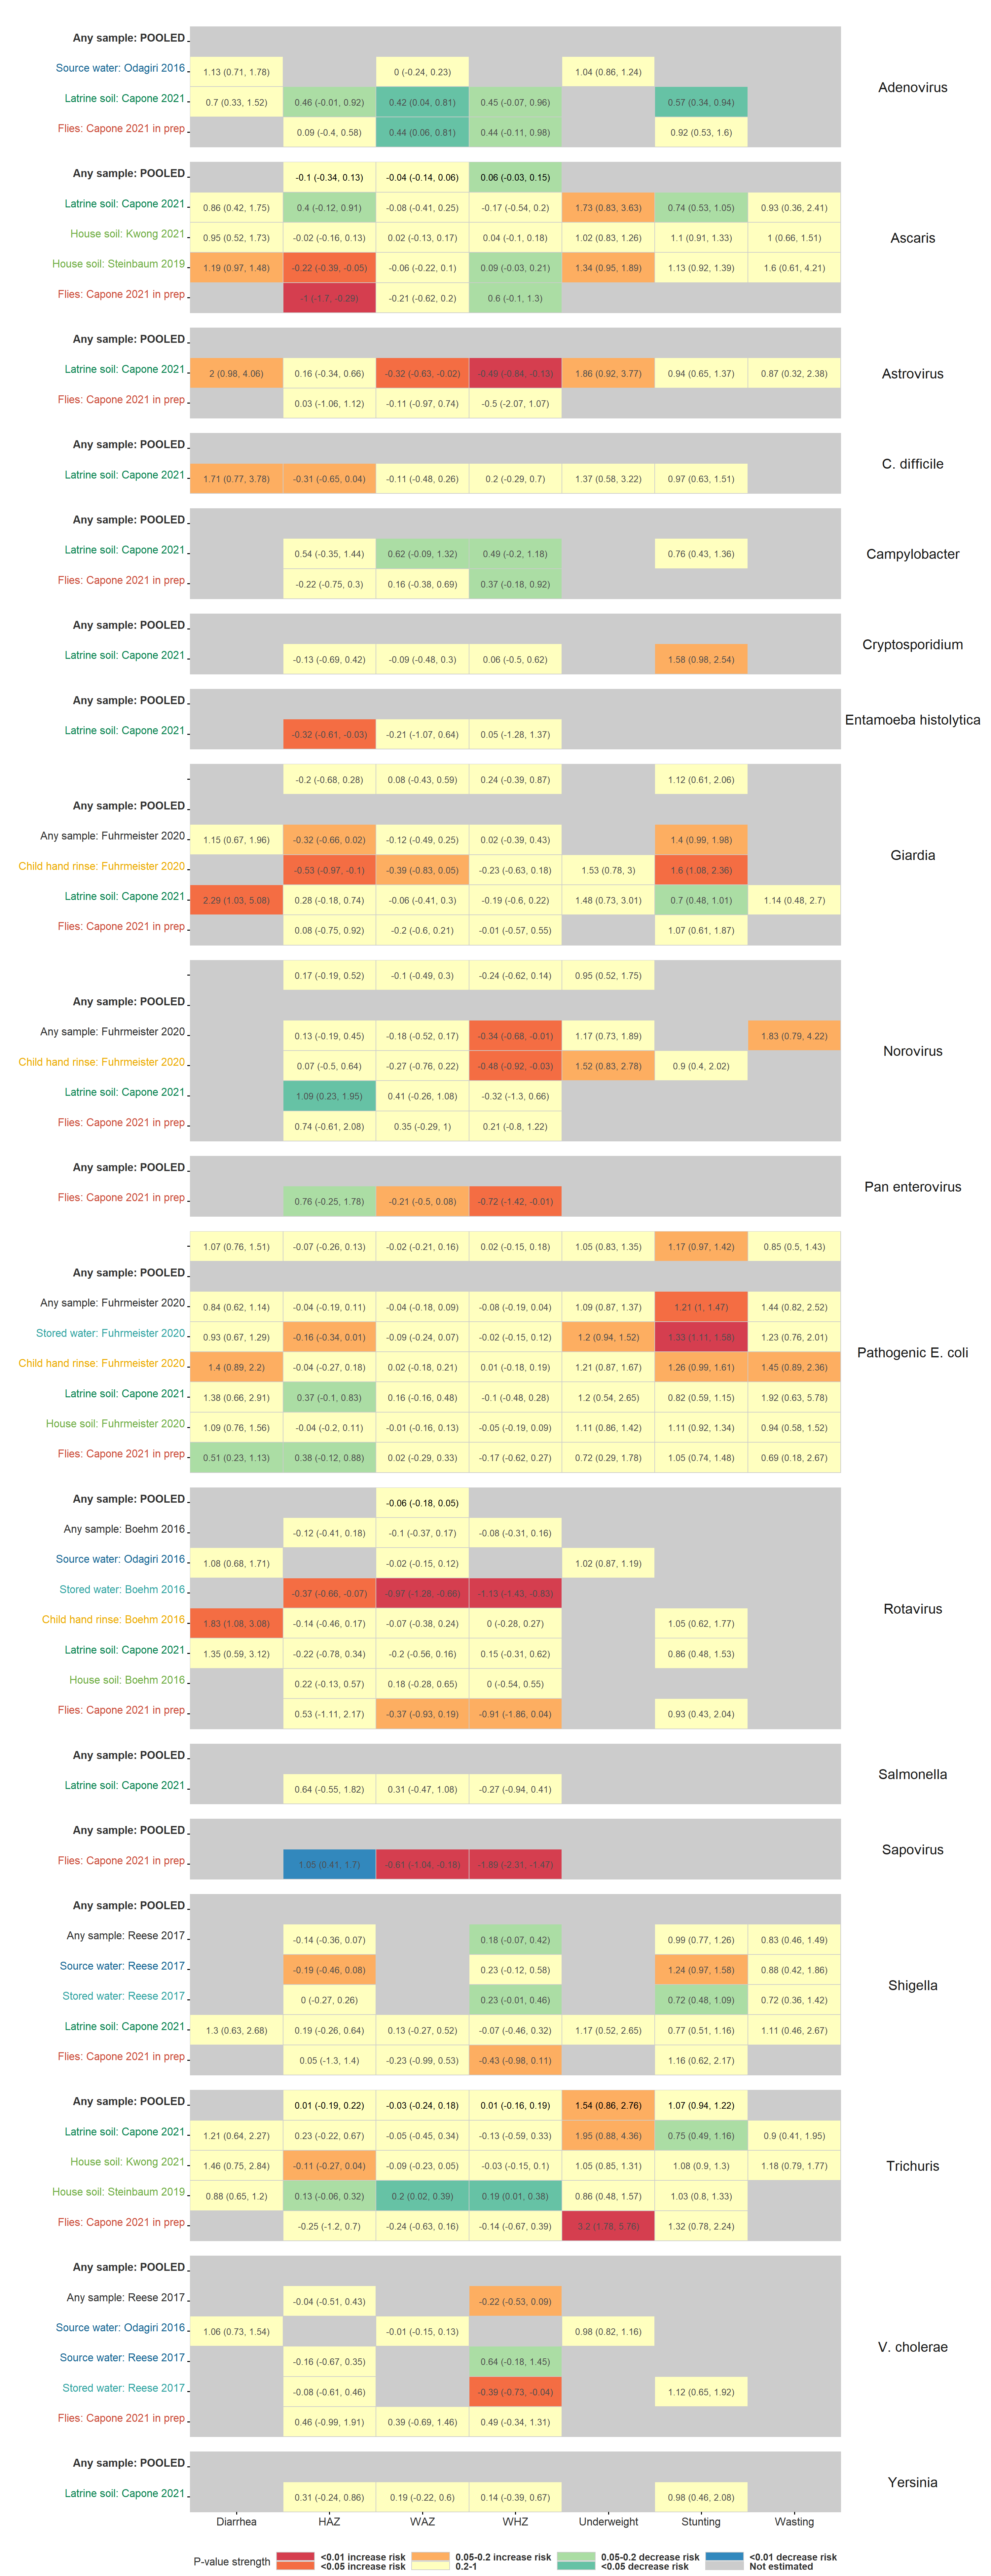 Any sample: POOLED
Adenovirus
Source water: Odagiri 2016 1.13 (0.71, 1.78) 0 (-0.24, 0.23) 1.04 (0.86, 1.24)
Latrine soil: Capone 2021 0.7 (0.33, 1.52) 0.46 (-0.01, 0.92) 0.42 (0.04, 0.81) 0.45 (-0.07, 0.96) 0.57 (0.34, 0.94)
Flies: Capone 2021 in prep 0.09 (-0.4, 0.58) 0.44 (0.06, 0.81) 0.44 (-0.11, 0.98) 0.92 (0.53, 1.6)
Any sample: POOLED -0.1 (-0.34, 0.13) -0.04 (-0.14, 0.06) 0.06 (-0.03, 0.15)
Latrine soil: Capone 2021 0.86 (0.42, 1.75) 0.4 (-0.12, 0.91) -0.08 (-0.41, 0.25) -0.17 (-0.54, 0.2) 1.73 (0.83, 3.63) 0.74 (0.53, 1.05) 0.93 (0.36, 2.41)
House soil: Kwong 2021 0.95 (0.52, 1.73) -0.02 (-0.16, 0.13) 0.02 (-0.13, 0.17) 0.04 (-0.1, 0.18) 1.02 (0.83, 1.26) 1.1 (0.91, 1.33) 1 (0.66, 1.51)
Ascaris
House soil: Steinbaum 2019 1.19 (0.97, 1.48) -0.22 (-0.39, -0.05) -0.06 (-0.22, 0.1) 0.09 (-0.03, 0.21) 1.34 (0.95, 1.89) 1.13 (0.92, 1.39) 1.6 (0.61, 4.21)
Flies: Capone 2021 in prep -1 (-1.7, -0.29) -0.21 (-0.62, 0.2) 0.6 (-0.1, 1.3)
Any sample: POOLED
Latrine soil: Capone 2021 2 (0.98, 4.06) 0.16 (-0.34, 0.66) -0.32 (-0.63, -0.02) -0.49 (-0.84, -0.13) 1.86 (0.92, 3.77) 0.94 (0.65, 1.37) 0.87 (0.32, 2.38)
Astrovirus
Flies: Capone 2021 in prep 0.03 (-1.06, 1.12) -0.11 (-0.97, 0.74) -0.5 (-2.07, 1.07)
Any sample: POOLED
C. difficile
Latrine soil: Capone 2021 1.71 (0.77, 3.78) -0.31 (-0.65, 0.04) -0.11 (-0.48, 0.26) 0.2 (-0.29, 0.7) 1.37 (0.58, 3.22) 0.97 (0.63, 1.51)
Any sample: POOLED
Latrine soil: Capone 2021 0.54 (-0.35, 1.44) 0.62 (-0.09, 1.32) 0.49 (-0.2, 1.18) 0.76 (0.43, 1.36)
Campylobacter
Flies: Capone 2021 in prep -0.22 (-0.75, 0.3) 0.16 (-0.38, 0.69) 0.37 (-0.18, 0.92)
Any sample: POOLED
Cryptosporidium
Latrine soil: Capone 2021 -0.13 (-0.69, 0.42) -0.09 (-0.48, 0.3) 0.06 (-0.5, 0.62) 1.58 (0.98, 2.54)
Any sample: POOLED
Entamoeba histolytica
Latrine soil: Capone 2021 -0.32 (-0.61, -0.03) -0.21 (-1.07, 0.64) 0.05 (-1.28, 1.37)
-0.2 (-0.68, 0.28) 0.08 (-0.43, 0.59) 0.24 (-0.39, 0.87) 1.12 (0.61, 2.06)
Any sample: POOLED
Any sample: Fuhrmeister 2020 1.15 (0.67, 1.96) -0.32 (-0.66, 0.02) -0.12 (-0.49, 0.25) 0.02 (-0.39, 0.43) 1.4 (0.99, 1.98)
Giardia
Child hand rinse: Fuhrmeister 2020 -0.53 (-0.97, -0.1) -0.39 (-0.83, 0.05) -0.23 (-0.63, 0.18) 1.53 (0.78, 3) 1.6 (1.08, 2.36)
Latrine soil: Capone 2021 2.29 (1.03, 5.08) 0.28 (-0.18, 0.74) -0.06 (-0.41, 0.3) -0.19 (-0.6, 0.22) 1.48 (0.73, 3.01) 0.7 (0.48, 1.01) 1.14 (0.48, 2.7)
Flies: Capone 2021 in prep 0.08 (-0.75, 0.92) -0.2 (-0.6, 0.21) -0.01 (-0.57, 0.55) 1.07 (0.61, 1.87)
0.17 (-0.19, 0.52) -0.1 (-0.49, 0.3) -0.24 (-0.62, 0.14) 0.95 (0.52, 1.75)
Any sample: POOLED
Any sample: Fuhrmeister 2020 0.13 (-0.19, 0.45) -0.18 (-0.52, 0.17) -0.34 (-0.68, -0.01) 1.17 (0.73, 1.89) 1.83 (0.79, 4.22)
Norovirus
Child hand rinse: Fuhrmeister 2020 0.07 (-0.5, 0.64) -0.27 (-0.76, 0.22) -0.48 (-0.92, -0.03) 1.52 (0.83, 2.78) 0.9 (0.4, 2.02)
Latrine soil: Capone 2021 1.09 (0.23, 1.95) 0.41 (-0.26, 1.08) -0.32 (-1.3, 0.66)
Flies: Capone 2021 in prep 0.74 (-0.61, 2.08) 0.35 (-0.29, 1) 0.21 (-0.8, 1.22)
Any sample: POOLED
Pan enterovirus
Flies: Capone 2021 in prep 0.76 (-0.25, 1.78) -0.21 (-0.5, 0.08) -0.72 (-1.42, -0.01)
1.07 (0.76, 1.51) -0.07 (-0.26, 0.13) -0.02 (-0.21, 0.16) 0.02 (-0.15, 0.18) 1.05 (0.83, 1.35) 1.17 (0.97, 1.42) 0.85 (0.5, 1.43)
Any sample: POOLED
Any sample: Fuhrmeister 2020 0.84 (0.62, 1.14) -0.04 (-0.19, 0.11) -0.04 (-0.18, 0.09) -0.08 (-0.19, 0.04) 1.09 (0.87, 1.37) 1.21 (1, 1.47) 1.44 (0.82, 2.52)
Stored water: Fuhrmeister 2020 0.93 (0.67, 1.29) -0.16 (-0.34, 0.01) -0.09 (-0.24, 0.07) -0.02 (-0.15, 0.12) 1.2 (0.94, 1.52) 1.33 (1.11, 1.58) 1.23 (0.76, 2.01)
Pathogenic E. coli
Child hand rinse: Fuhrmeister 2020 1.4 (0.89, 2.2) -0.04 (-0.27, 0.18) 0.02 (-0.18, 0.21) 0.01 (-0.18, 0.19) 1.21 (0.87, 1.67) 1.26 (0.99, 1.61) 1.45 (0.89, 2.36)
Latrine soil: Capone 2021 1.38 (0.66, 2.91) 0.37 (-0.1, 0.83) 0.16 (-0.16, 0.48) -0.1 (-0.48, 0.28) 1.2 (0.54, 2.65) 0.82 (0.59, 1.15) 1.92 (0.63, 5.78)
House soil: Fuhrmeister 2020 1.09 (0.76, 1.56) -0.04 (-0.2, 0.11) -0.01 (-0.16, 0.13) -0.05 (-0.19, 0.09) 1.11 (0.86, 1.42) 1.11 (0.92, 1.34) 0.94 (0.58, 1.52)
Flies: Capone 2021 in prep 0.51 (0.23, 1.13) 0.38 (-0.12, 0.88) 0.02 (-0.29, 0.33) -0.17 (-0.62, 0.27) 0.72 (0.29, 1.78) 1.05 (0.74, 1.48) 0.69 (0.18, 2.67)
Any sample: POOLED -0.06 (-0.18, 0.05)
Any sample: Boehm 2016 -0.12 (-0.41, 0.18) -0.1 (-0.37, 0.17) -0.08 (-0.31, 0.16)
Source water: Odagiri 2016 1.08 (0.68, 1.71) -0.02 (-0.15, 0.12) 1.02 (0.87, 1.19)
Stored water: Boehm 2016 -0.37 (-0.66, -0.07) -0.97 (-1.28, -0.66) -1.13 (-1.43, -0.83)
Rotavirus
Child hand rinse: Boehm 2016 1.83 (1.08, 3.08) -0.14 (-0.46, 0.17) -0.07 (-0.38, 0.24) 0 (-0.28, 0.27) 1.05 (0.62, 1.77)
Latrine soil: Capone 2021 1.35 (0.59, 3.12) -0.22 (-0.78, 0.34) -0.2 (-0.56, 0.16) 0.15 (-0.31, 0.62) 0.86 (0.48, 1.53)
House soil: Boehm 2016 0.22 (-0.13, 0.57) 0.18 (-0.28, 0.65) 0 (-0.54, 0.55)
Flies: Capone 2021 in prep 0.53 (-1.11, 2.17) -0.37 (-0.93, 0.19) -0.91 (-1.86, 0.04) 0.93 (0.43, 2.04)
Any sample: POOLED
Salmonella
Latrine soil: Capone 2021 0.64 (-0.55, 1.82) 0.31 (-0.47, 1.08) -0.27 (-0.94, 0.41)
Any sample: POOLED
Sapovirus
Flies: Capone 2021 in prep 1.05 (0.41, 1.7) -0.61 (-1.04, -0.18) -1.89 (-2.31, -1.47)
Any sample: POOLED
Any sample: Reese 2017 -0.14 (-0.36, 0.07) 0.18 (-0.07, 0.42) 0.99 (0.77, 1.26) 0.83 (0.46, 1.49)
Source water: Reese 2017 -0.19 (-0.46, 0.08) 0.23 (-0.12, 0.58) 1.24 (0.97, 1.58) 0.88 (0.42, 1.86)
Shigella
Stored water: Reese 2017 0 (-0.27, 0.26) 0.23 (-0.01, 0.46) 0.72 (0.48, 1.09) 0.72 (0.36, 1.42)
Latrine soil: Capone 2021 1.3 (0.63, 2.68) 0.19 (-0.26, 0.64) 0.13 (-0.27, 0.52) -0.07 (-0.46, 0.32) 1.17 (0.52, 2.65) 0.77 (0.51, 1.16) 1.11 (0.46, 2.67)
Flies: Capone 2021 in prep 0.05 (-1.3, 1.4) -0.23 (-0.99, 0.53) -0.43 (-0.98, 0.11) 1.16 (0.62, 2.17)
Any sample: POOLED 0.01 (-0.19, 0.22) -0.03 (-0.24, 0.18) 0.01 (-0.16, 0.19) 1.54 (0.86, 2.76) 1.07 (0.94, 1.22)
Latrine soil: Capone 2021 1.21 (0.64, 2.27) 0.23 (-0.22, 0.67) -0.05 (-0.45, 0.34) -0.13 (-0.59, 0.33) 1.95 (0.88, 4.36) 0.75 (0.49, 1.16) 0.9 (0.41, 1.95)
House soil: Kwong 2021 1.46 (0.75, 2.84) -0.11 (-0.27, 0.04) -0.09 (-0.23, 0.05) -0.03 (-0.15, 0.1) 1.05 (0.85, 1.31) 1.08 (0.9, 1.3) 1.18 (0.79, 1.77)
Trichuris
House soil: Steinbaum 2019 0.88 (0.65, 1.2) 0.13 (-0.06, 0.32) 0.2 (0.02, 0.39) 0.19 (0.01, 0.38) 0.86 (0.48, 1.57) 1.03 (0.8, 1.33)
Flies: Capone 2021 in prep -0.25 (-1.2, 0.7) -0.24 (-0.63, 0.16) -0.14 (-0.67, 0.39) 3.2 (1.78, 5.76) 1.32 (0.78, 2.24)
Any sample: POOLED
Any sample: Reese 2017 -0.04 (-0.51, 0.43) -0.22 (-0.53, 0.09)
Source water: Odagiri 2016 1.06 (0.73, 1.54) -0.01 (-0.15, 0.13) 0.98 (0.82, 1.16)
V. cholerae
Source water: Reese 2017 -0.16 (-0.67, 0.35) 0.64 (-0.18, 1.45)
Stored water: Reese 2017 -0.08 (-0.61, 0.46) -0.39 (-0.73, -0.04) 1.12 (0.65, 1.92)
Flies: Capone 2021 in prep 0.46 (-0.99, 1.91) 0.39 (-0.69, 1.46) 0.49 (-0.34, 1.31)
Any sample: POOLED
Yersinia
Latrine soil: Capone 2021 0.31 (-0.24, 0.86) 0.19 (-0.22, 0.6) 0.14 (-0.39, 0.67) 0.98 (0.46, 2.08)
Diarrhea HAZ WAZ WHZ Underweight Stunting Wasting
P-value strength
<0.01 increase risk 0.05-0.2 increase risk 0.05-0.2 decrease risk <0.01 decrease risk
<0.05 increase risk 0.2-1 <0.05 decrease risk Not estimated